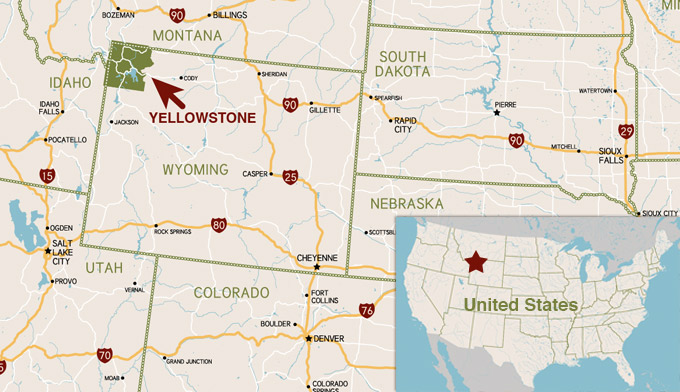 BOZEMAN
90
BILLINGS
MONTANA
MI
SOUTH
DAKOTA
IDAHO
CODY
SHERIDAN
IDAHO
FALLS
YELLOWSTONE
90
GILLETTE
SPEARFISH
PIERRE
WATERTOWN
JACKSON
RAPID
CITY
29
POCATELLO
90
MITCHELL
SIOUX
FALLS
15
WYOMING
CASPER
25
NEBRASKA
SIOUX CITY
OGDEN
80
ROCK SPRINGS
SCOTTSBL
SALT
LAKE
CITY
CHEYENNE
UTAH
PROVO
VERNAL
COLORADO
FORT
COLLINS
76
United States
BOULDER
DENVER
70
GRAND JUNCTION
MOAB
COLORADO
SPRINGS